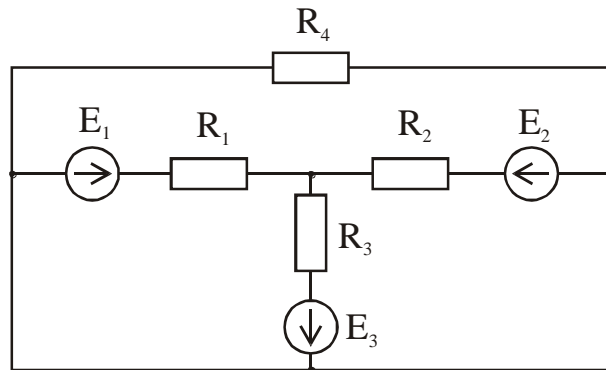 R₄
E₁ R₁ R₂ E₂
R₃
E₃